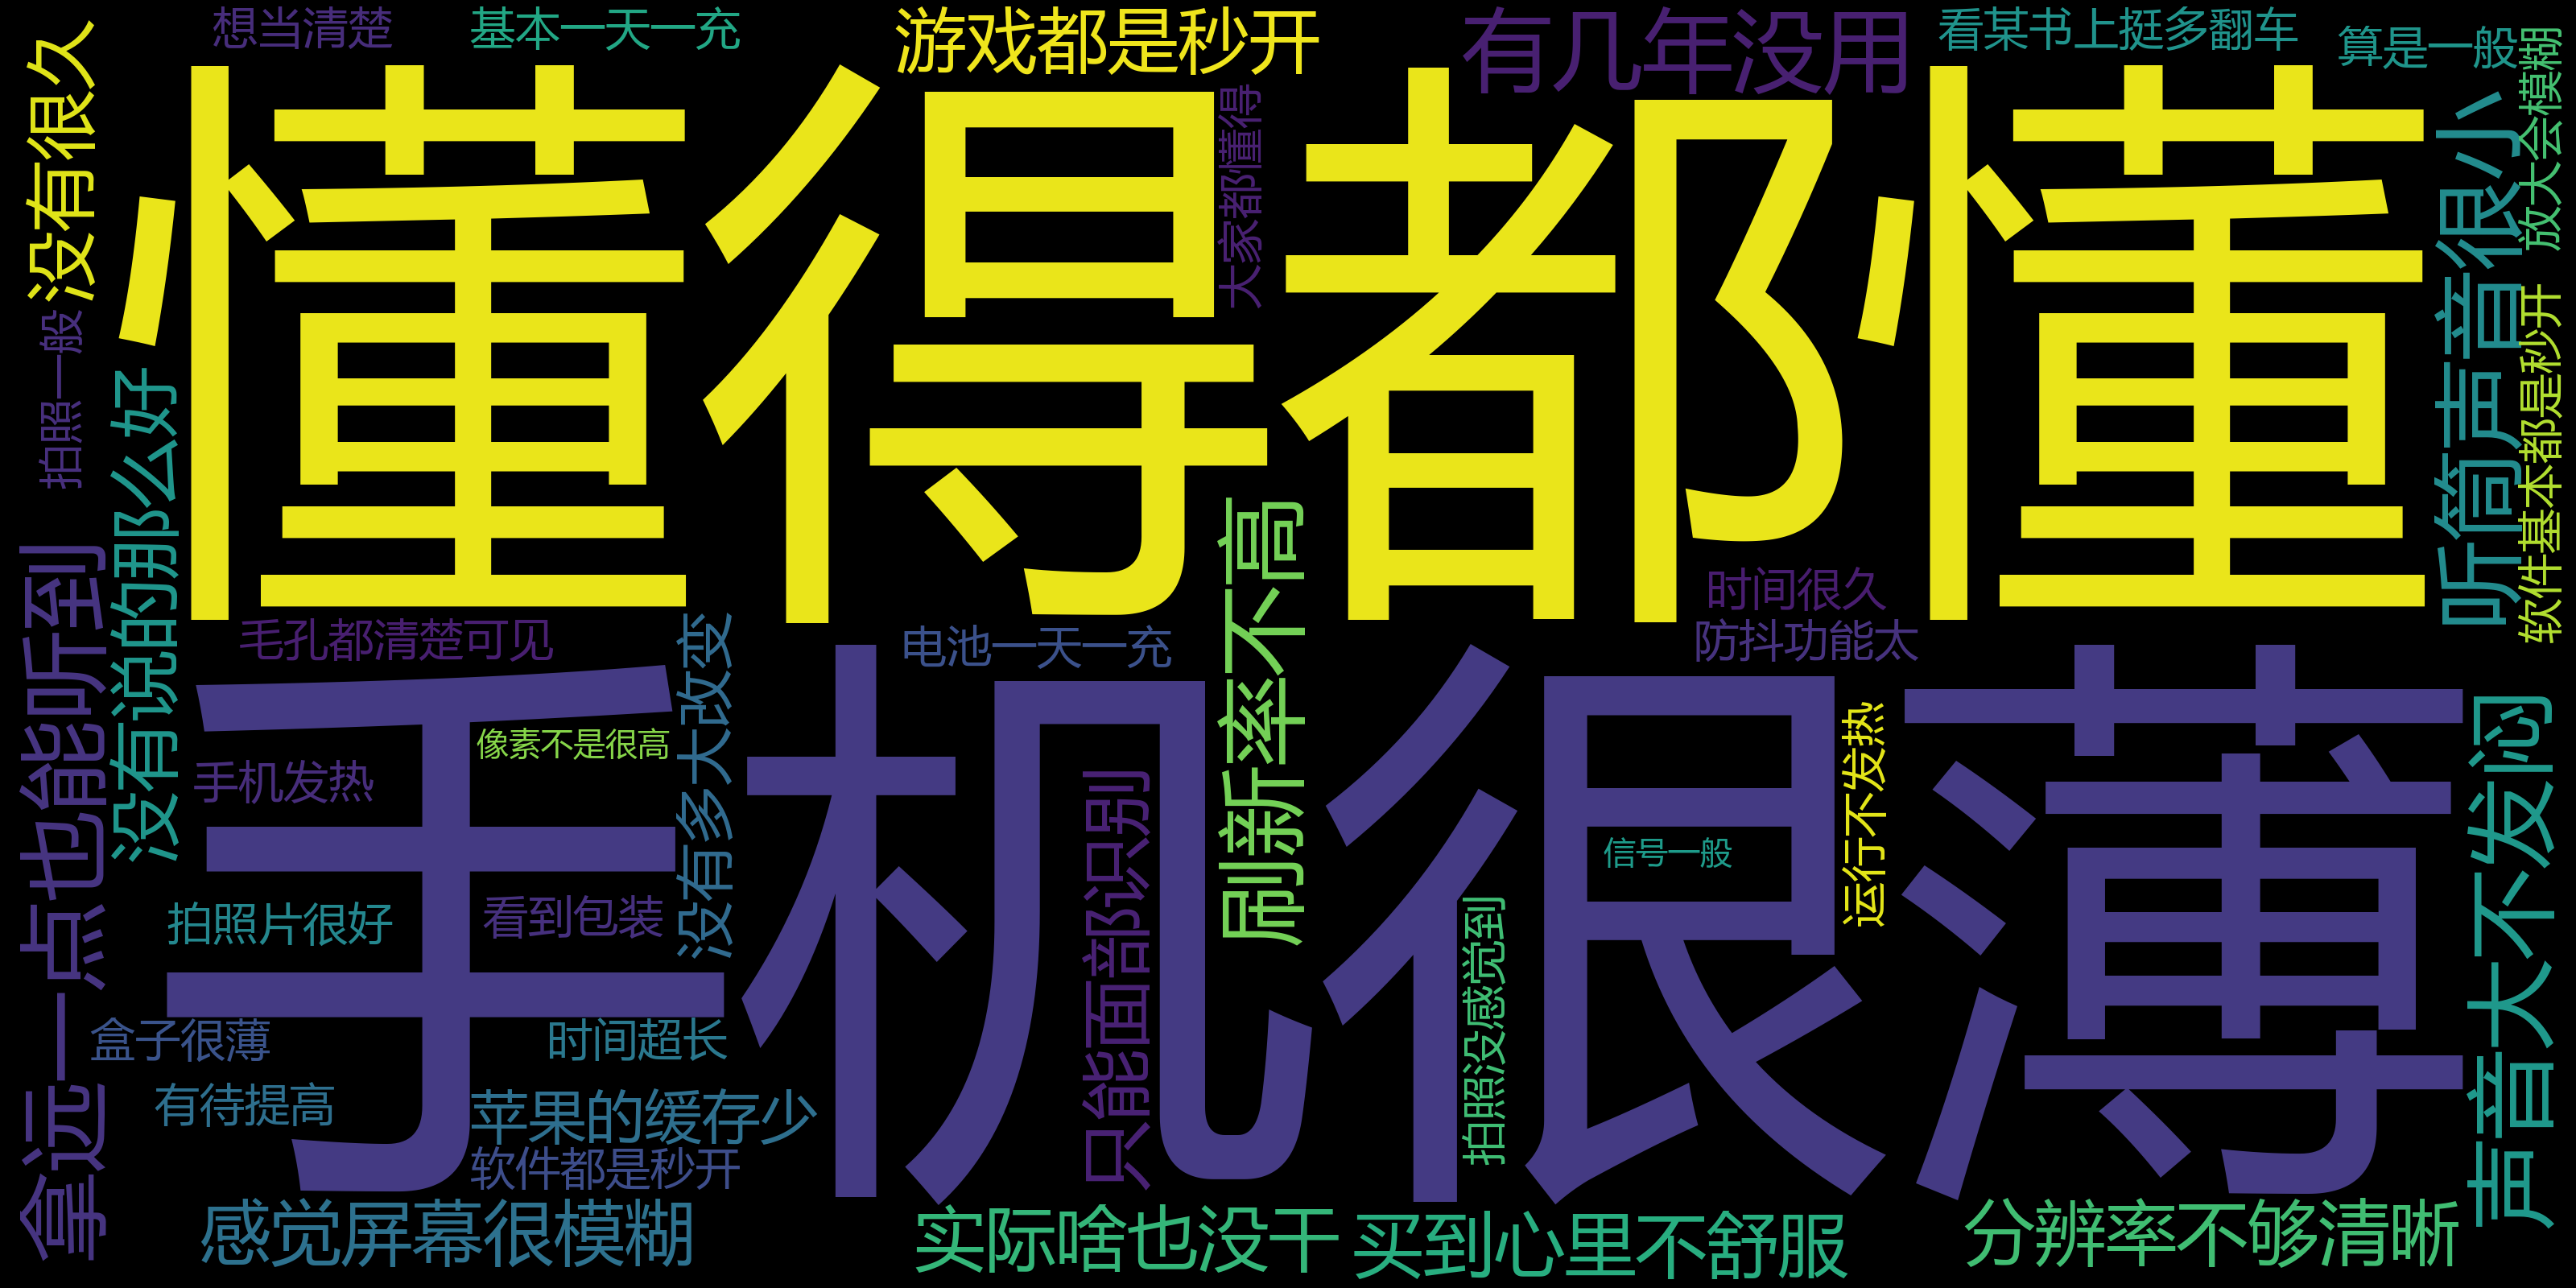 想当清楚
基本一天一充
游戏都是秒开
有几年没用
看某书上挺多翻车
算是一般
没有很久
懂得都懂
大家都懂得
听筒声音很小
放大会模糊
拍照一般
软件基本都是秒开
没有说的那么好
刷新率不高
时间很久
防抖功能太
毛孔都清楚可见
电池一天一充
没有多大改变
拿远一点也能听到
手机很薄
像素不是很高
手机发热
只能面部识别
信号一般
运行不发热
声音大不发闷
拍照片很好
看到包装
拍照没感觉到
盒子很薄
时间超长
有待提高
苹果的缓存少
软件都是秒开
感觉屏幕很模糊
实际啥也没干
买到心里不舒服
分辨率不够清晰